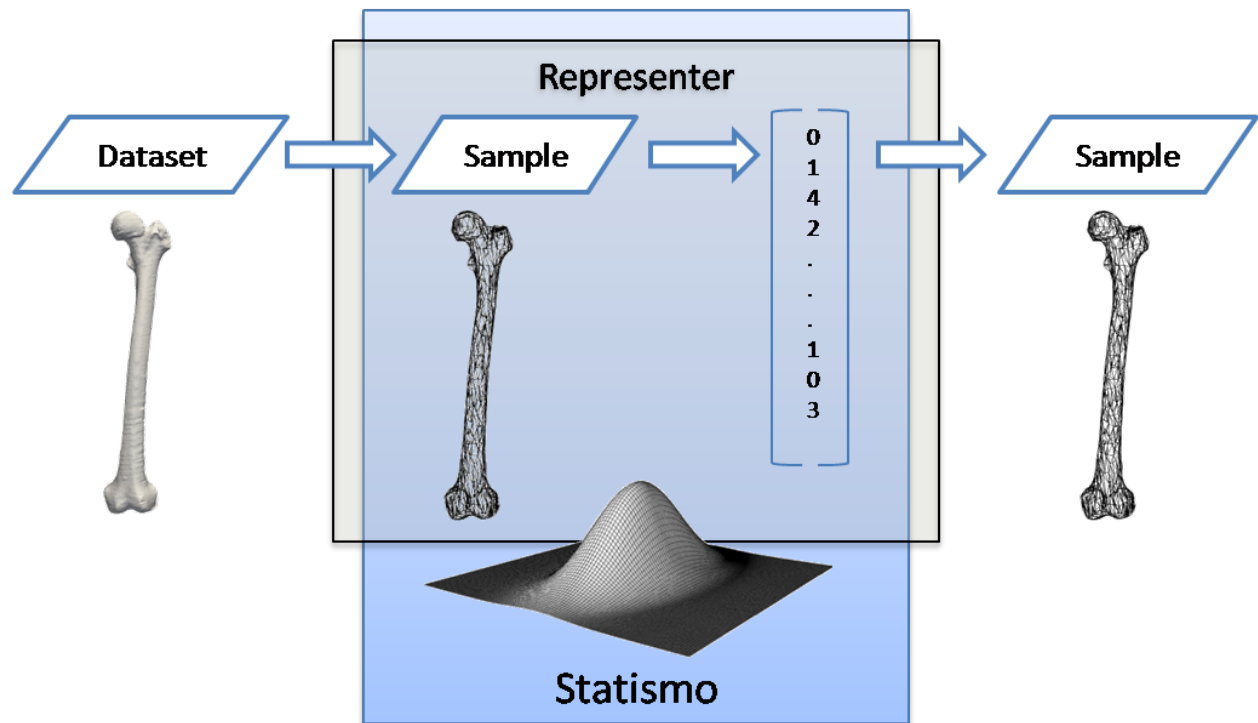 Representer
Dataset
Sample
0
1
4
2
.
.
.
1
0
3
Sample
Statismo